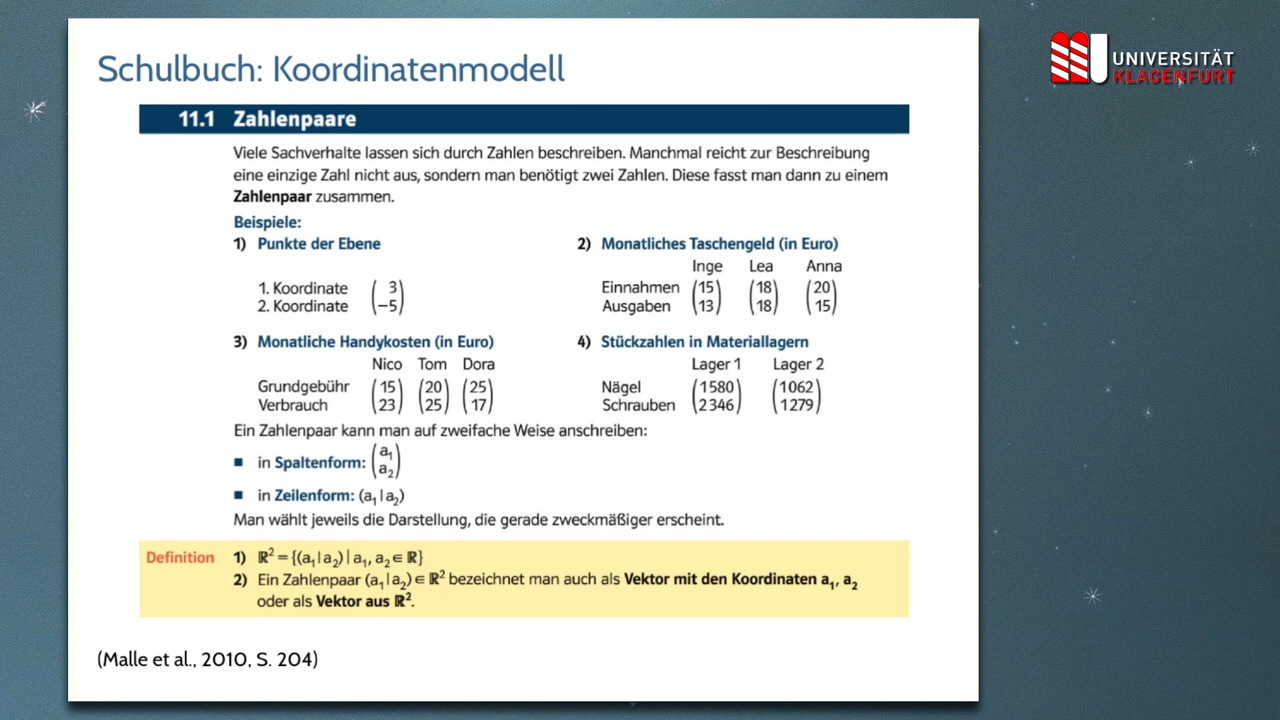 Schulbuch: Koordinatenmodell
UNIVERSITÄT
KLAGENFURT
11.1 Zahlenpaare
Viele Sachverhalte lassen sich durch Zahlen beschreiben. Manchmal reicht zur Beschreibung
eine einzige Zahl nicht aus, sondern man benötigt zwei Zahlen. Diese fasst man dann zu einem
Zahlenpaar zusammen.
Beispiele:
1) Punkte der Ebene
1. Koordinate ( 3
2. Koordinate −5)
2) Monatliches Taschengeld (in Euro)
Inge Lea Anna
Einnahmen (15) (18) (20)
Ausgaben (13) (18) (15)
3) Monatliche Handykosten (in Euro)
Nico Tom Dora
Grundgebühr (15) (20) (25)
Verbrauch (23) (25) (17)
4) Stückzahlen in Materiallagern
Lager 1 Lager 2
Nägel (1580) (1062)
Schrauben (2346) (1279)
Ein Zahlenpaar kann man auf zweifache Weise anschreiben:
■ in Spaltenform: (a₁
a₂)
■ in Zeilenform: (a₁|a₂)
Man wählt jeweils die Darstellung, die gerade zweckmäßiger erscheint.
Definition 1) ℝ² = {(a₁|a₂) | a₁, a₂ ∈ ℝ}
2) Ein Zahlenpaar (a₁|a₂) ∈ ℝ² bezeichnet man auch als Vektor mit den Koordinaten a₁, a₂
oder als Vektor aus ℝ².
(Malle et al., 2010, S. 204)